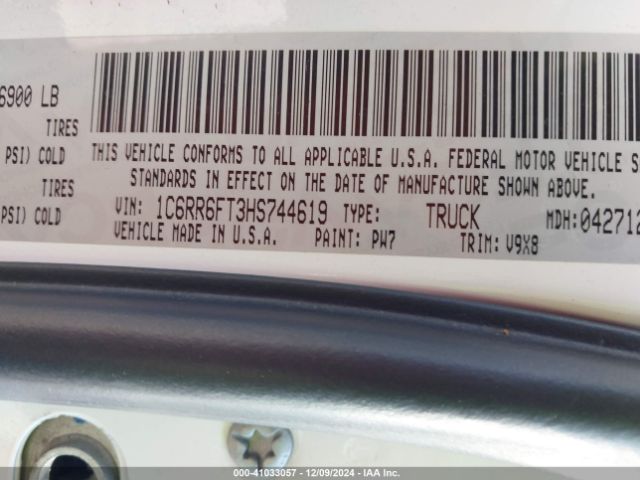 6900 LB
TIRES
PSI) COLD
TIRES
PSI) COLD
THIS VEHICLE CONFORMS TO ALL APPLICABLE U.S.A. FEDERAL MOTOR VEHICLE S
STANDARDS IN EFFECT ON THE DATE OF MANUFACTURE SHOWN ABOVE.
VIN: 1C6RR6FT3HS744619 TYPE: TRUCK MDH:042712
VEHICLE MADE IN U.S.A. PAINT: PW7 TRIM: V9X8
000-41033057 - 12/09/2024 - IAA Inc.